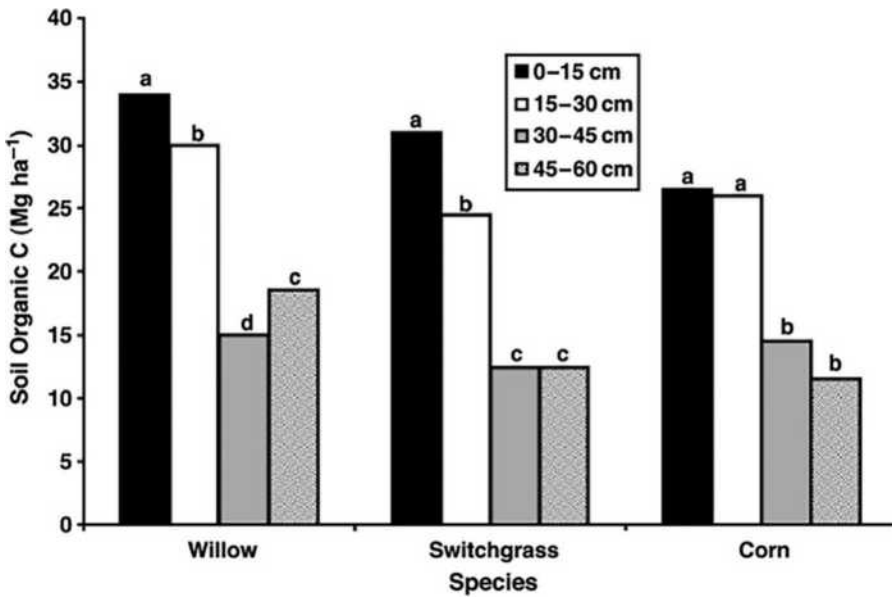 40
35
30
25
20
15
10
5
0
Soil Organic C (Mg ha⁻¹)
0–15 cm
15–30 cm
30–45 cm
45–60 cm
a
b
d
c
a
b
c
c
a
a
b
b
Willow
Switchgrass
Corn
Species